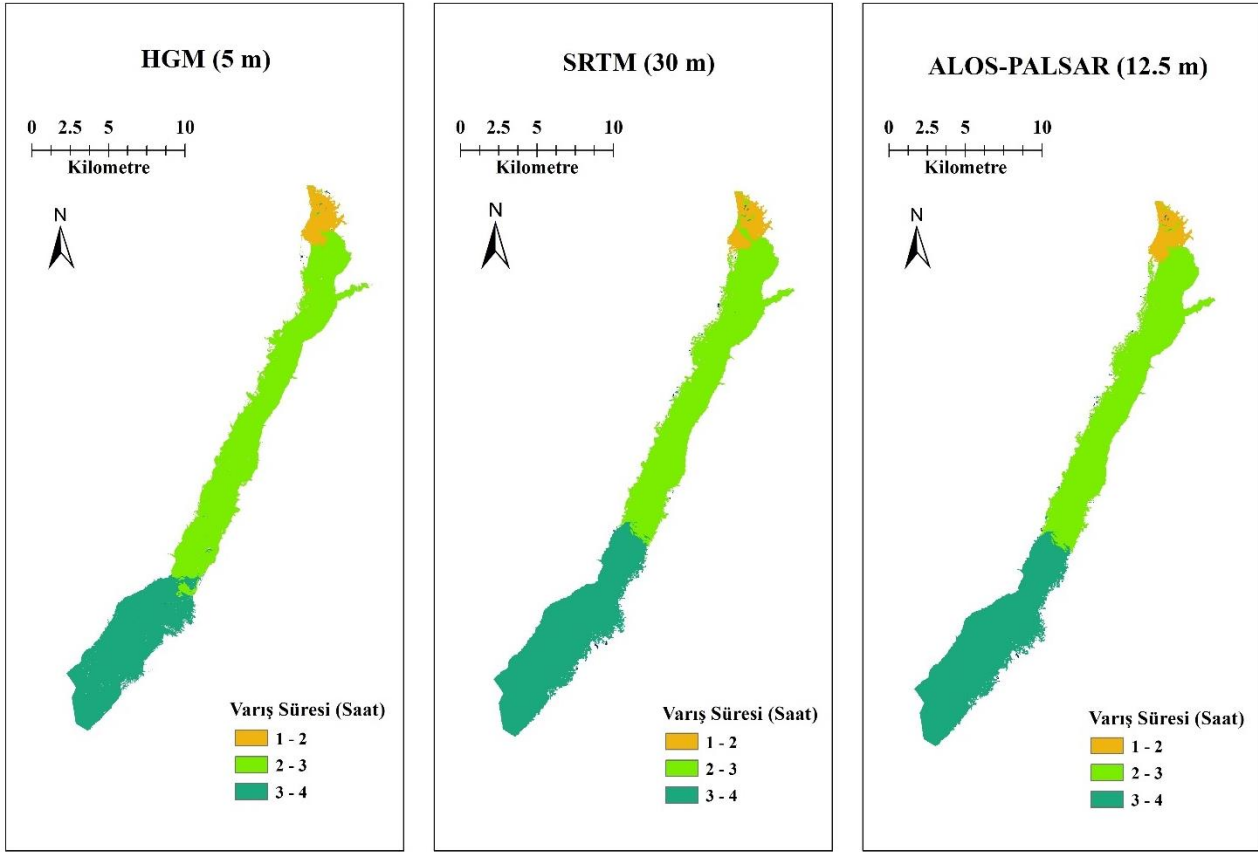 HGM (5 m)
0 2.5 5 10
Kilometre
N
Varış Süresi (Saat)
1 - 2
2 - 3
3 - 4
SRTM (30 m)
0 2.5 5 10
Kilometre
N
Varış Süresi (Saat)
1 - 2
2 - 3
3 - 4
ALOS-PALSAR (12.5 m)
0 2.5 5 10
Kilometre
N
Varış Süresi (Saat)
1 - 2
2 - 3
3 - 4